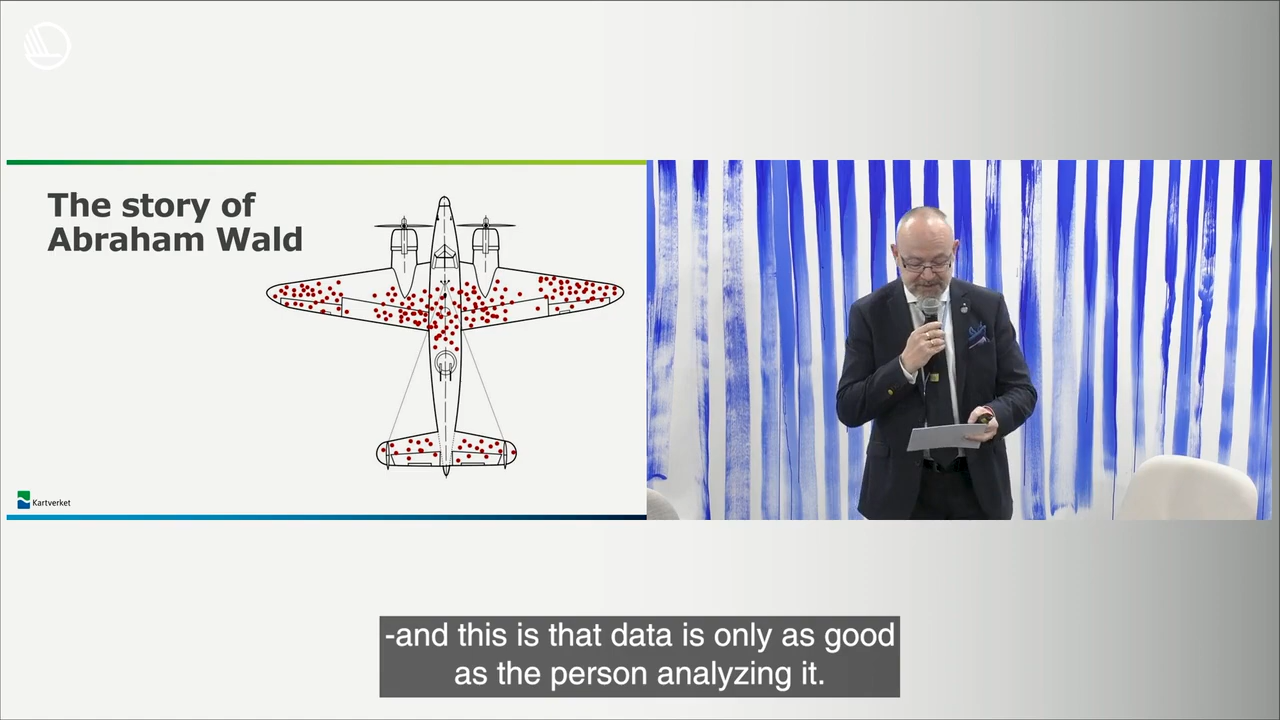 The story of
Abraham Wald
Kartverket
-and this is that data is only as good
as the person analyzing it.